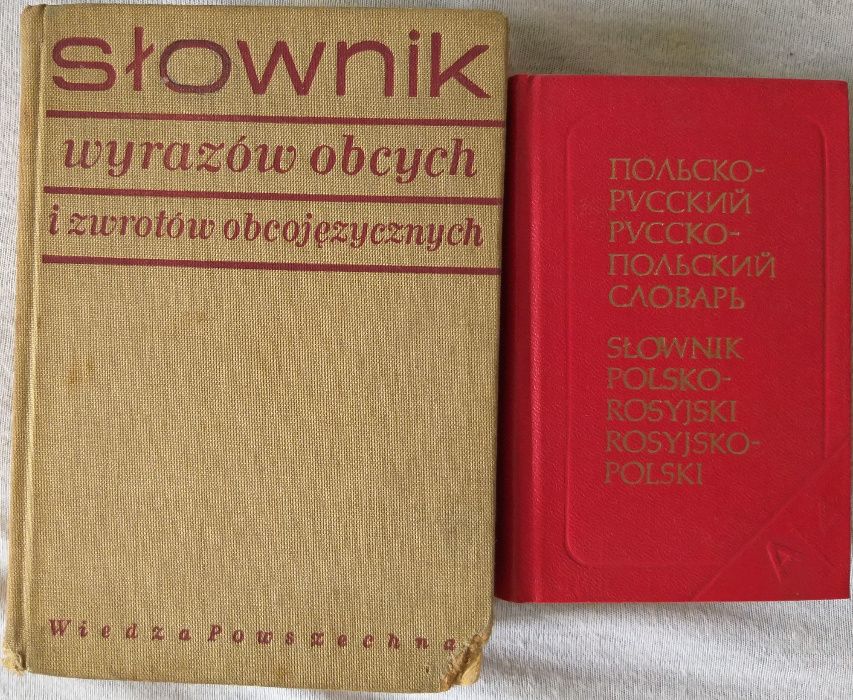 słownik
wyrazów obcych
i zwrotów obcojęzycznych
Wiedza Powszechna
ПОЛЬСКО-
РУССКИЙ
РУССКО-
ПОЛЬСКИЙ
СЛОВАРЬ
SŁOWNIK
POLSKO-
ROSYJSKI
ROSYJSKO-
POLSKI